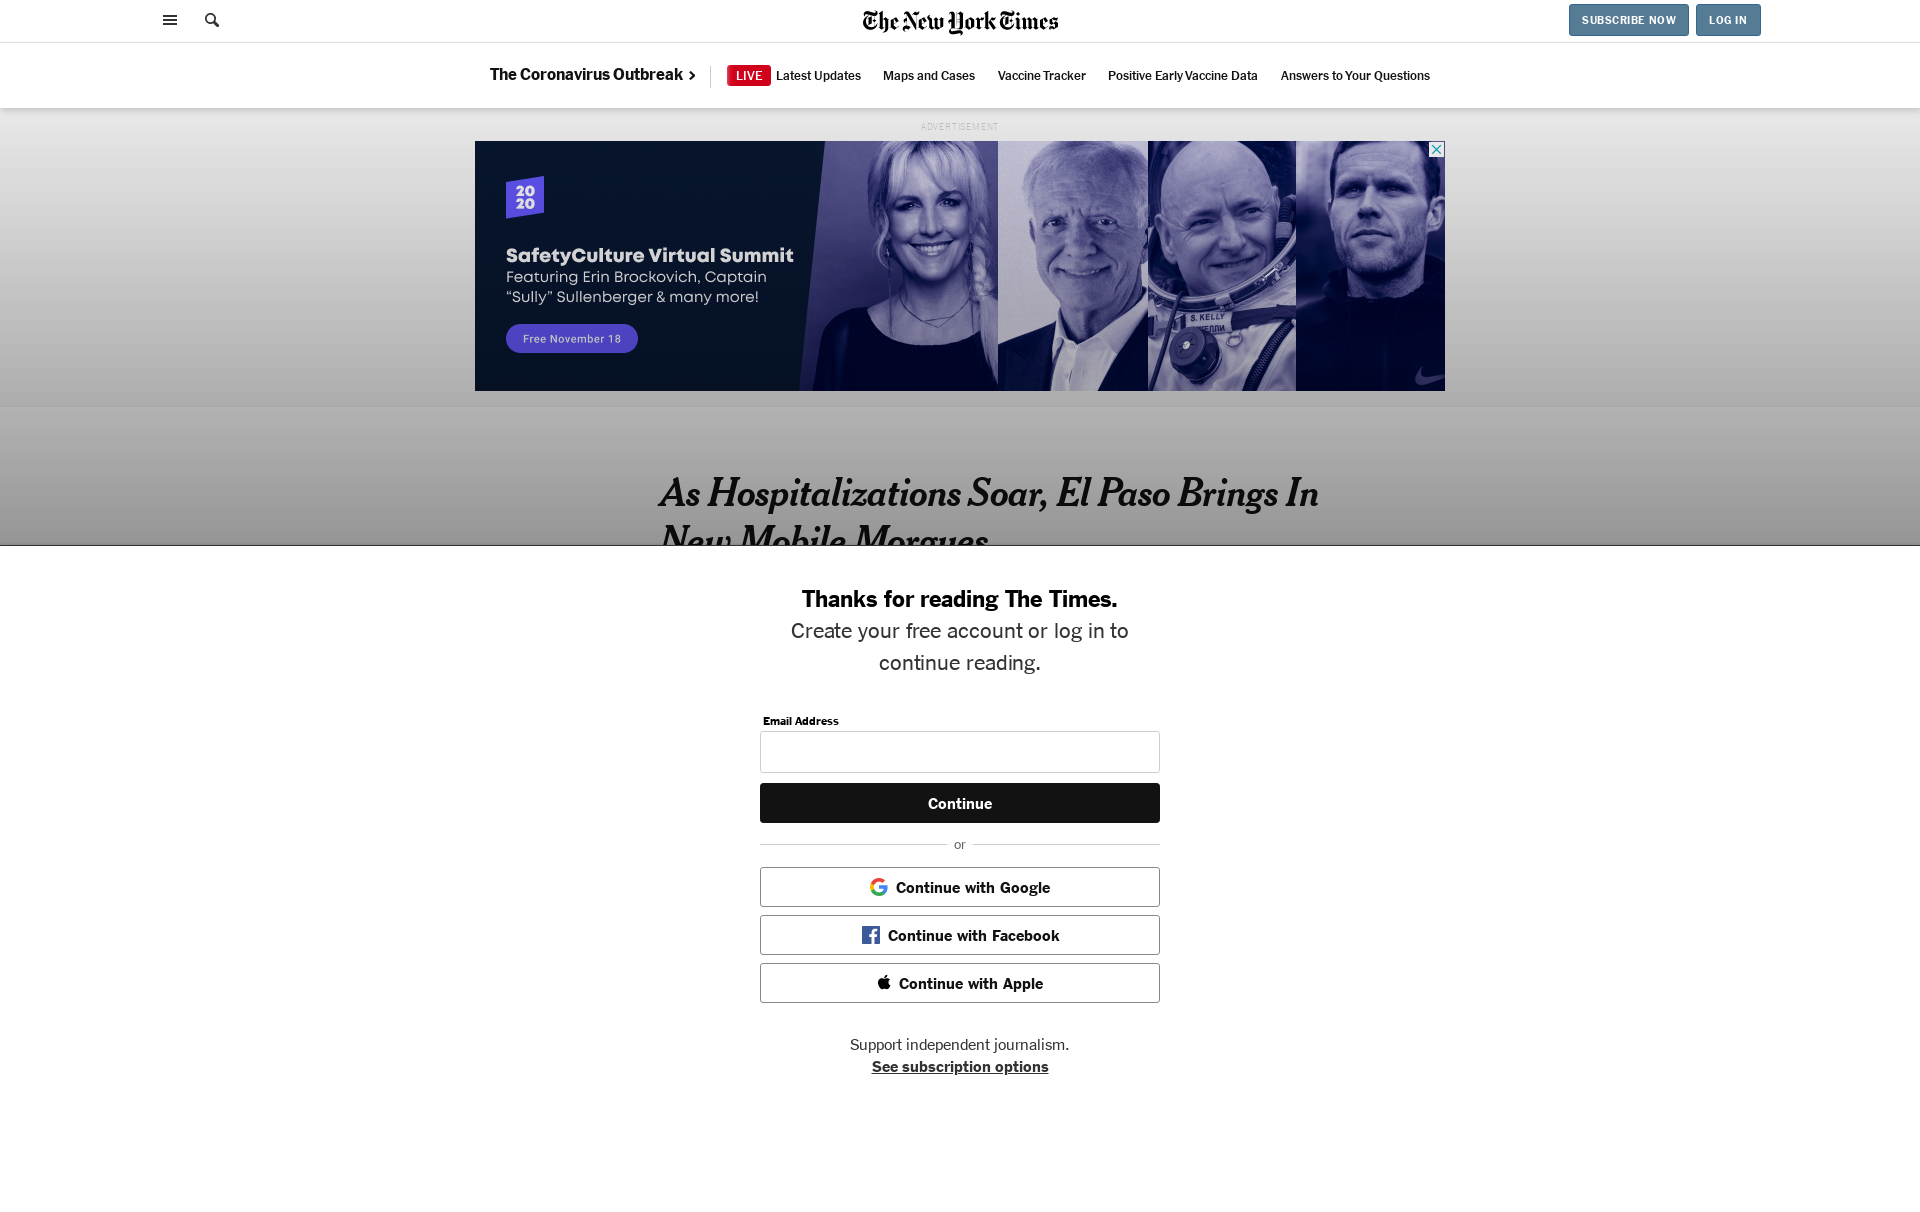 The New York Times
SUBSCRIBE NOW
LOG IN
The Coronavirus Outbreak
LIVE Latest Updates
Maps and Cases
Vaccine Tracker
Positive Early Vaccine Data
Answers to Your Questions
ADVERTISEMENT
20
20
SafetyCulture Virtual Summit
Featuring Erin Brockovich, Captain
“Sully” Sullenberger & many more!
Free November 18
S. KELLY
As Hospitalizations Soar, El Paso Brings In
New Mobile Morgues
Thanks for reading The Times.
Create your free account or log in to
continue reading.
Email Address
Continue
or
Continue with Google
Continue with Facebook
Continue with Apple
Support independent journalism.
See subscription options